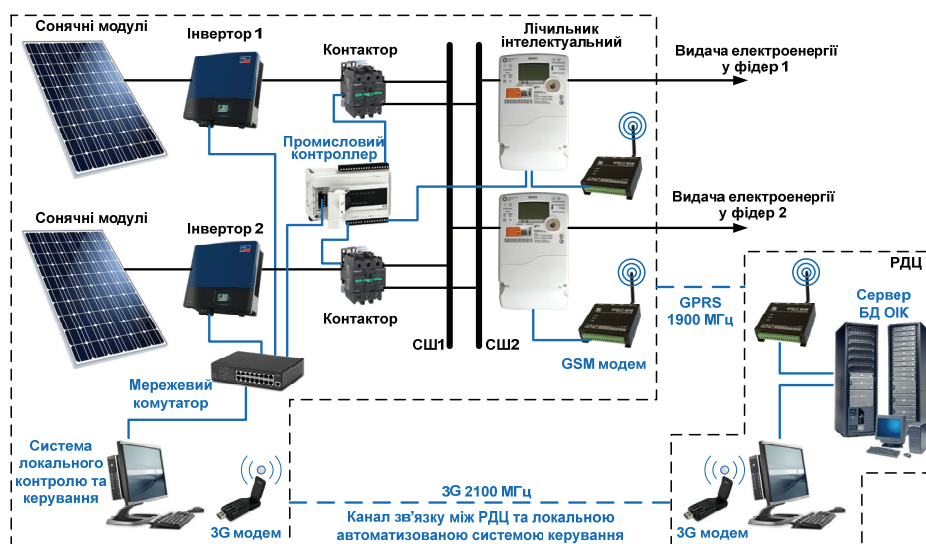 Сонячні модулі
Інвертор 1
Контактор
Лічильник
інтелектуальний
Видача електроенергії
у фідер 1
Промисловий
контроллер
Сонячні модулі
Інвертор 2
Видача електроенергії
у фідер 2
РДЦ
GPRS
1900 МГц
Сервер
БД ОІК
Контактор
СШ1
СШ2
GSM модем
Мережевий
комутатор
Система
локального
контролю та
керування
3G модем
3G 2100 МГц
Канал зв'язку між РДЦ та локальною
автоматизованою системою керування
3G модем